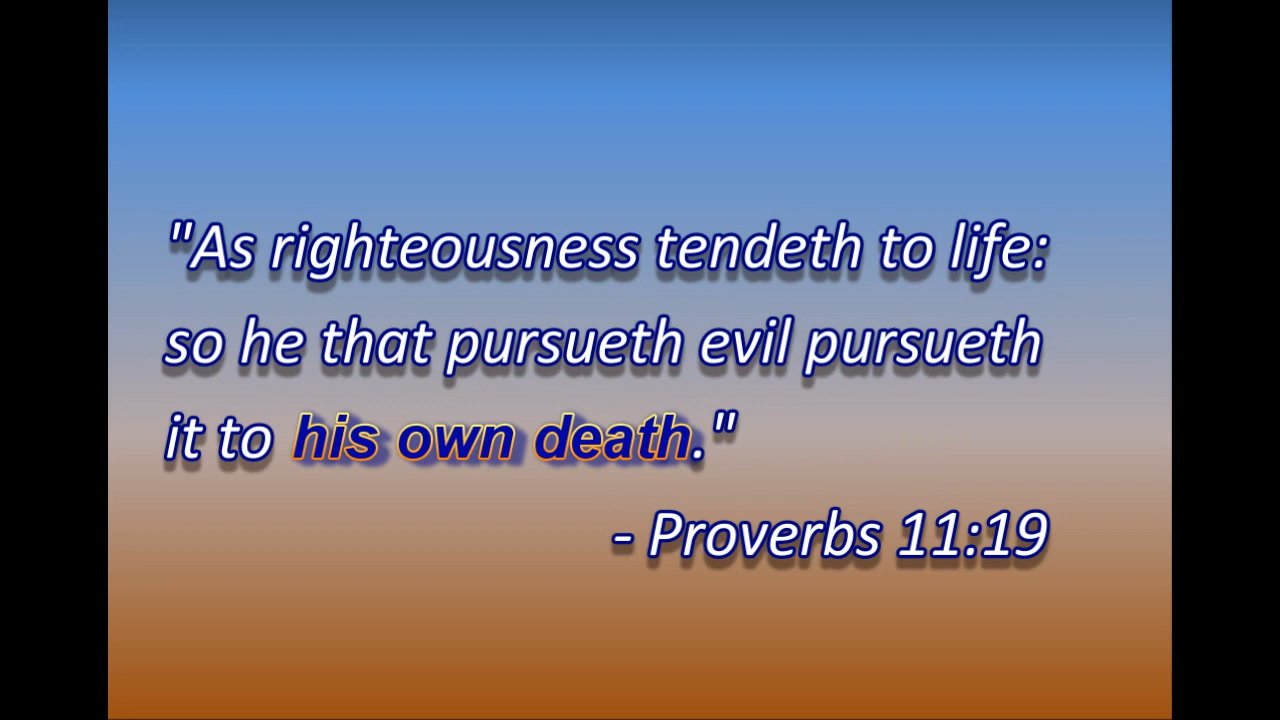 "As righteousness tendeth to life:
so he that pursueth evil pursueth
it to his own death."
- Proverbs 11:19